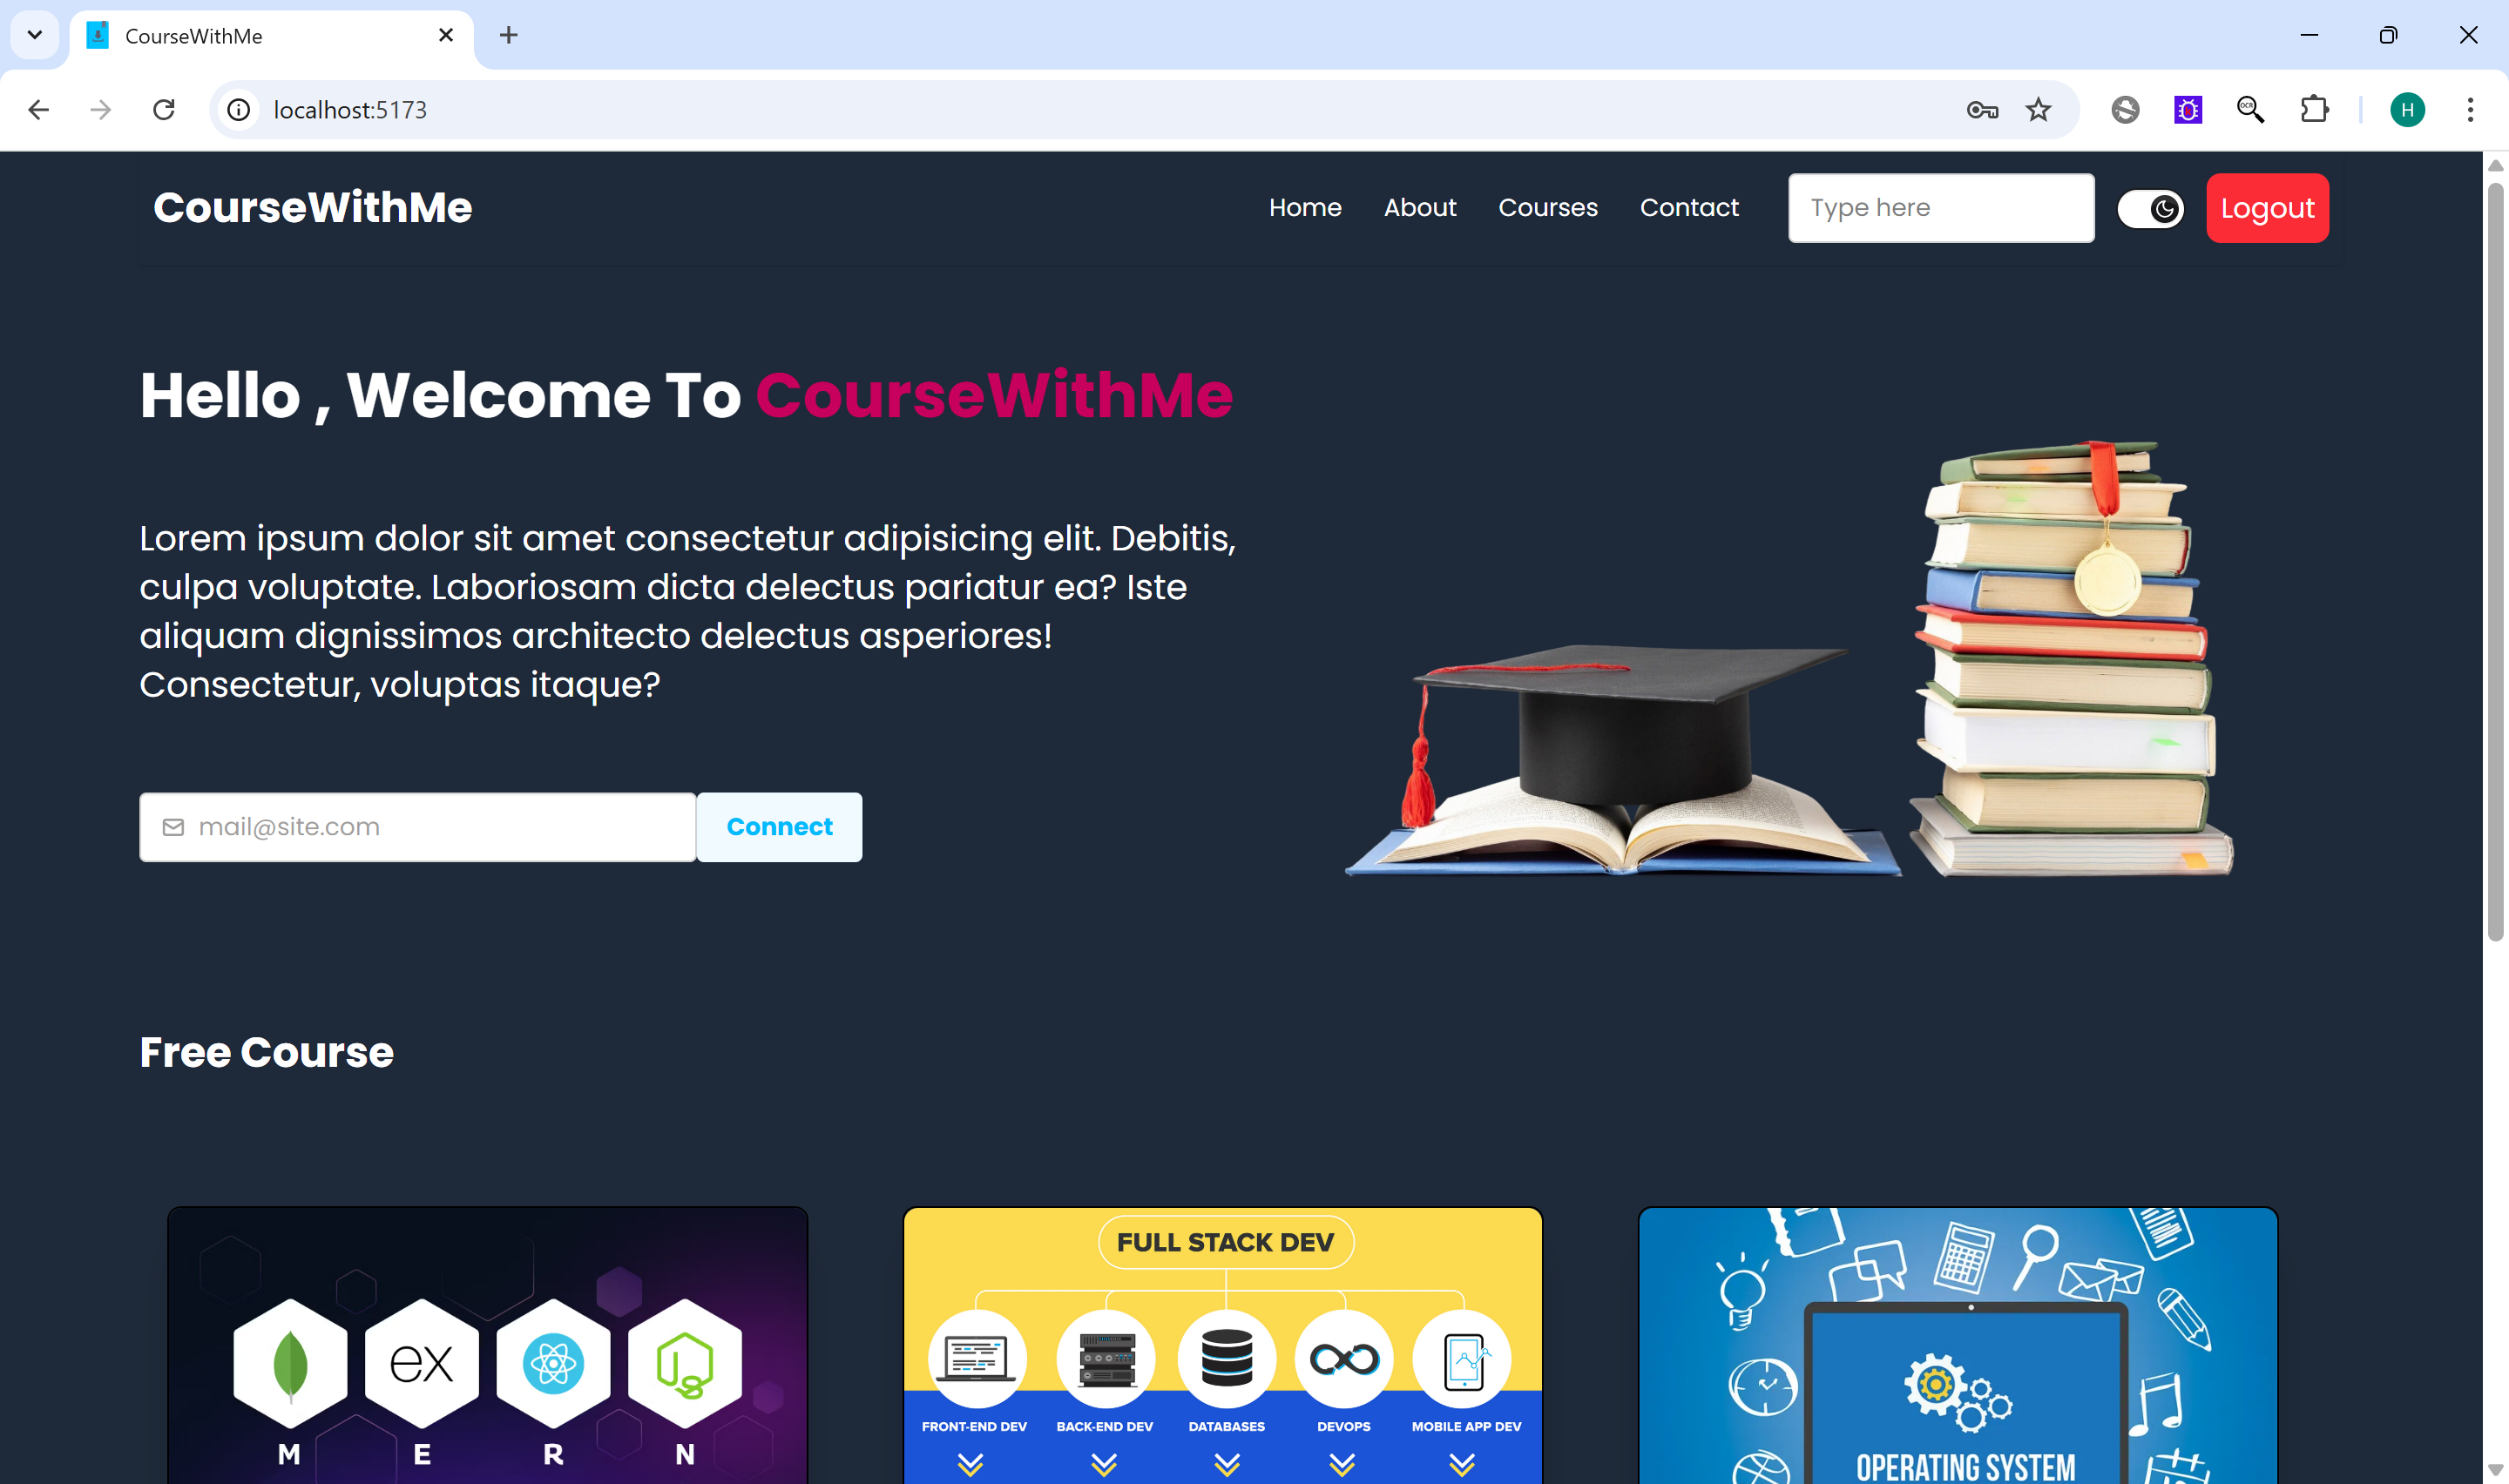 CourseWithMe
localhost:5173
OCR
H
CourseWithMe
Home About Courses Contact Type here Logout
Hello , Welcome To CourseWithMe
Lorem ipsum dolor sit amet consectetur adipisicing elit. Debitis,
culpa voluptate. Laboriosam dicta delectus pariatur ea? Iste
aliquam dignissimos architecto delectus asperiores!
Consectetur, voluptas itaque?
mail@site.com Connect
Free Course
ex
JS
M E R N
FULL STACK DEV
FRONT-END DEV BACK-END DEV DATABASES DEVOPS MOBILE APP DEV
OPERATING SYSTEM